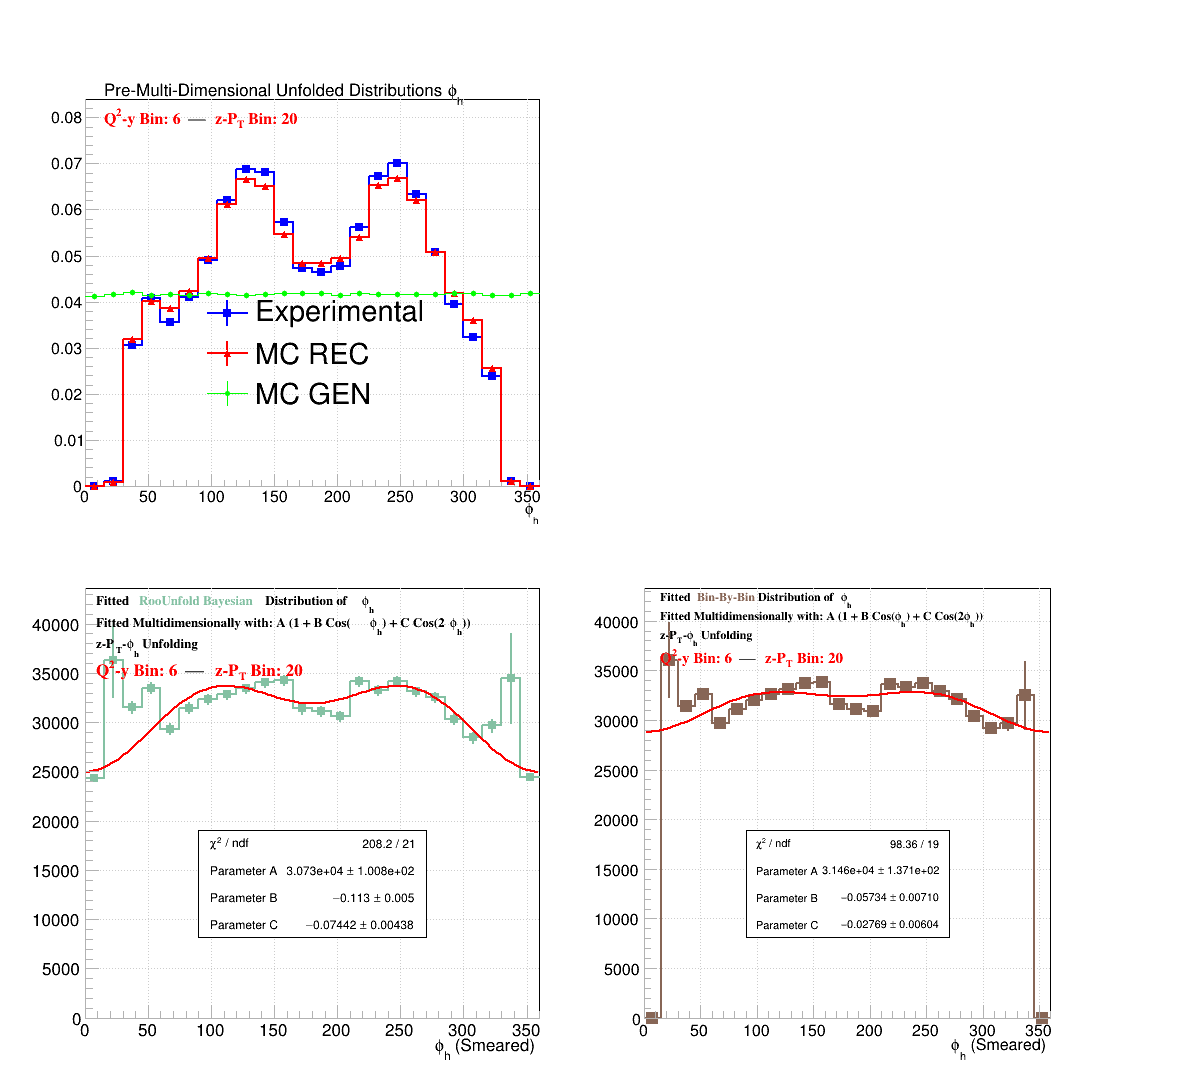 Pre-Multi-Dimensional Unfolded Distributions ϕh
Q2-y Bin: 6 — z-PT Bin: 20
0.08
0.07
0.06
0.05
0.04
0.03
0.02
0.01
0
Experimental
MC REC
MC GEN
0 50 100 150 200 250 300 350
ϕh
Fitted RooUnfold Bayesian Distribution of ϕh
Fitted Multidimensionally with: A (1 + B Cos( ϕh) + C Cos(2 ϕh))
z-PT-ϕh Unfolding
Q2-y Bin: 6 — z-PT Bin: 20
40000
35000
30000
25000
20000
15000
10000
5000
0
χ2 / ndf 208.2 / 21
Parameter A 3.073e+04 ± 1.008e+02
Parameter B −0.113 ± 0.005
Parameter C −0.07442 ± 0.00438
0 50 100 150 200 250 300 350
ϕh (Smeared)
Fitted Bin-By-Bin Distribution of ϕh
Fitted Multidimensionally with: A (1 + B Cos(ϕh) + C Cos(2ϕh))
z-PT-ϕh Unfolding
Q2-y Bin: 6 — z-PT Bin: 20
40000
35000
30000
25000
20000
15000
10000
5000
0
χ2 / ndf 98.36 / 19
Parameter A 3.146e+04 ± 1.371e+02
Parameter B −0.05734 ± 0.00710
Parameter C −0.02769 ± 0.00604
0 50 100 150 200 250 300 350
ϕh (Smeared)